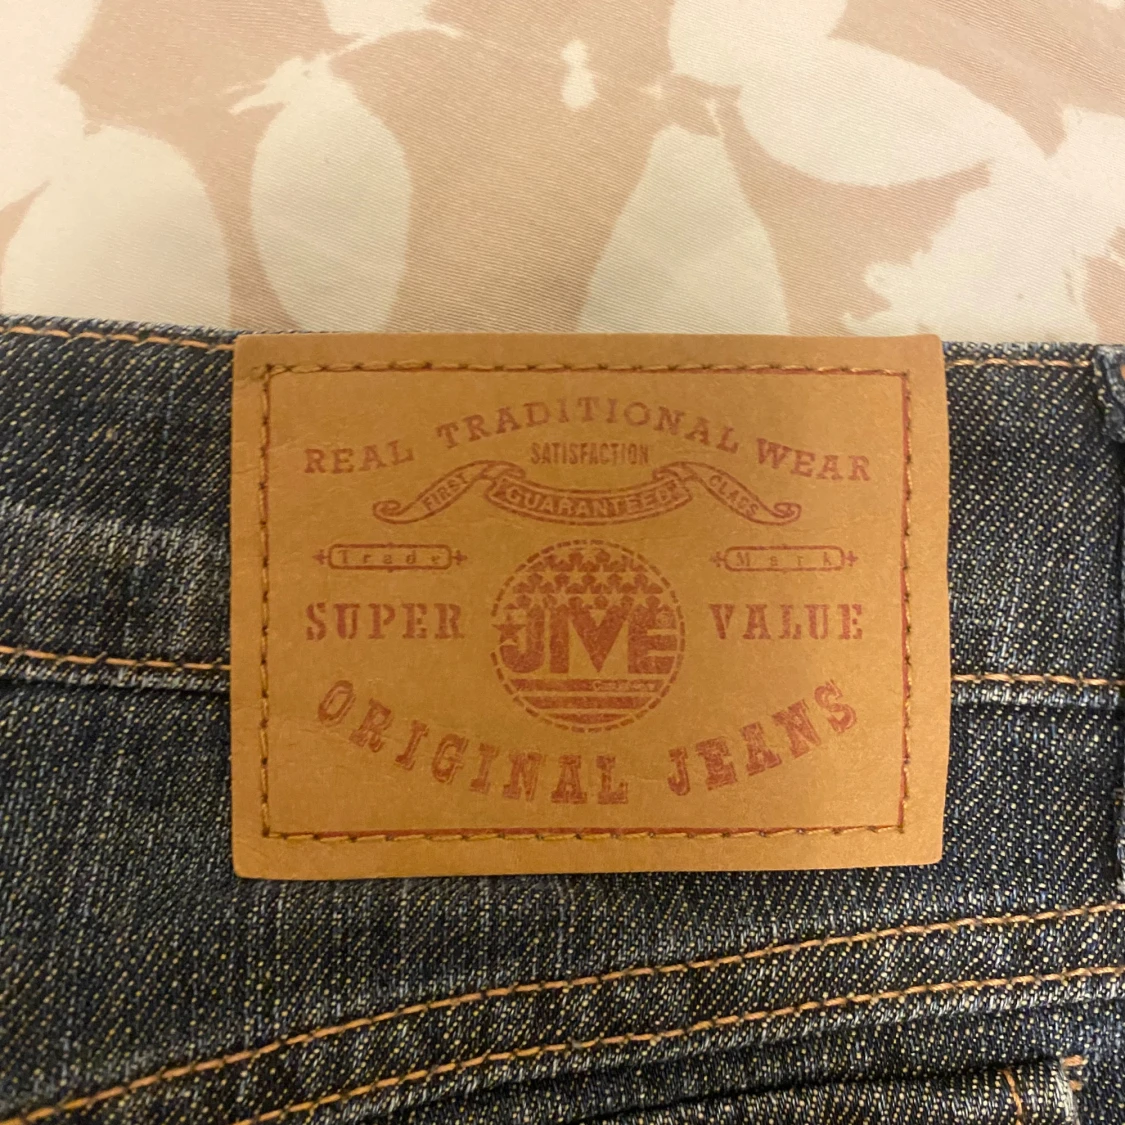 REAL TRADITIONAL WEAR
SATISFACTION
FIRST GUARANTEED CLASS
Trade Mark
SUPER JIVE VALUE
ORIGINAL JEANS